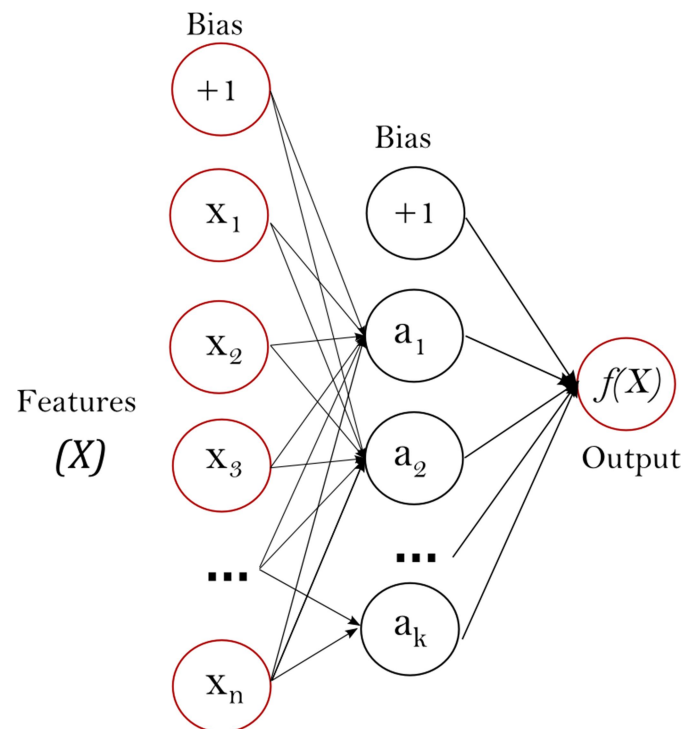 Bias
+1
x1
x2
x3
...
xn
Features
(X)
Bias
+1
a1
a2
...
ak
f(X)
Output